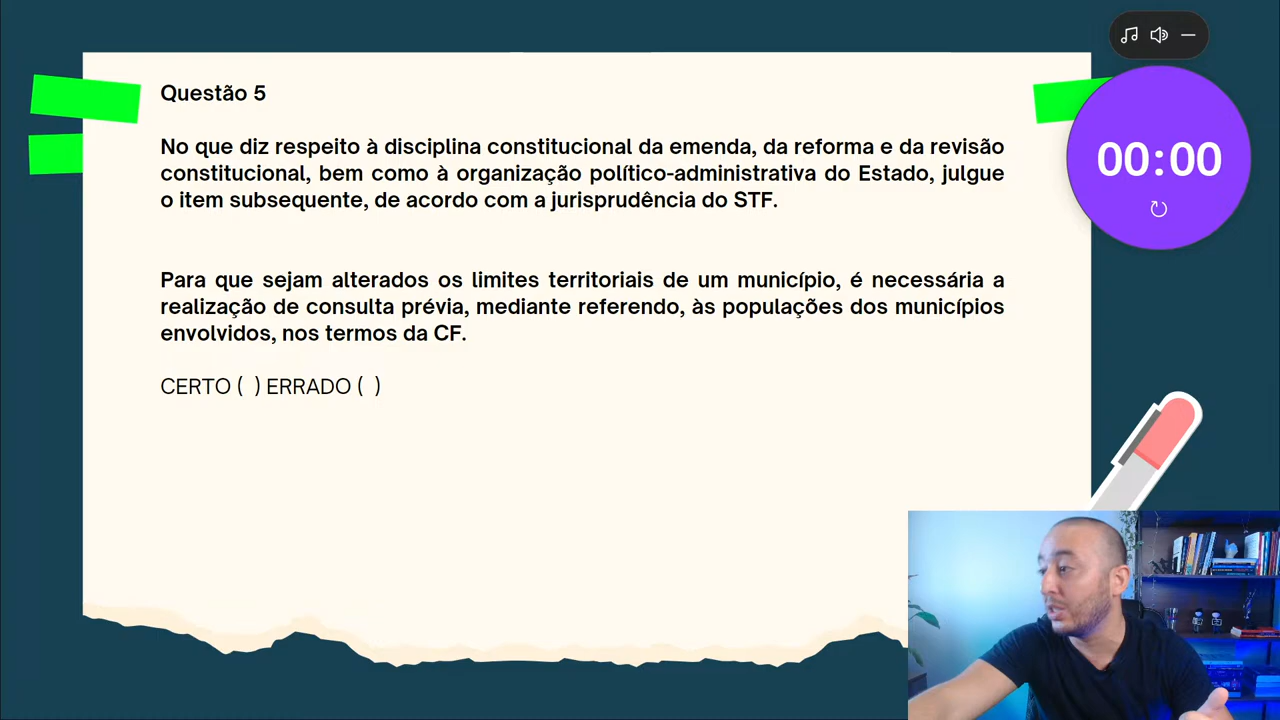 Questão 5
No que diz respeito à disciplina constitucional da emenda, da reforma e da revisão
constitucional, bem como à organização político-administrativa do Estado, julgue
o item subsequente, de acordo com a jurisprudência do STF.
Para que sejam alterados os limites territoriais de um município, é necessária a
realização de consulta prévia, mediante referendo, às populações dos municípios
envolvidos, nos termos da CF.
CERTO ( ) ERRADO ( )
00:00